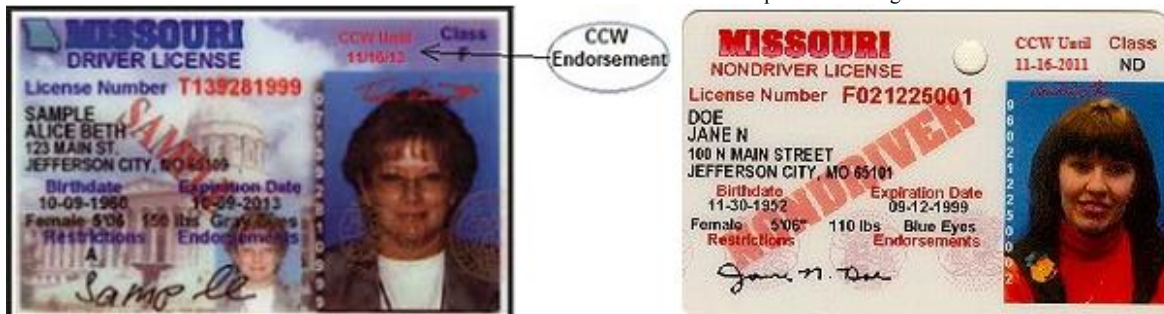 MISSOURI
DRIVER LICENSE
CCW Until
11/16/13
Class
F
License Number T139281999
SAMPLE
ALICE BETH
123 MAIN ST.
JEFFERSON CITY, MO 65109
Birthdate
Expiration Date
10-09-1960
10-09-2013
Female 5'06 150 lbs Gray Eyes
Restrictions
Endorsements
A
SAMPLE
CCW
Endorsement
MISSOURI
NONDRIVER LICENSE
CCW Until
11-16-2011
Class
ND
License Number F021225001
DOE
JANE N
100 N MAIN STREET
JEFFERSON CITY, MO 65101
Birthdate
11-30-1952
Expiration Date
09-12-1999
Female 5'06" 110 lbs Blue Eyes
Restrictions
Endorsements
NONDRIVER
Jane N. Doe